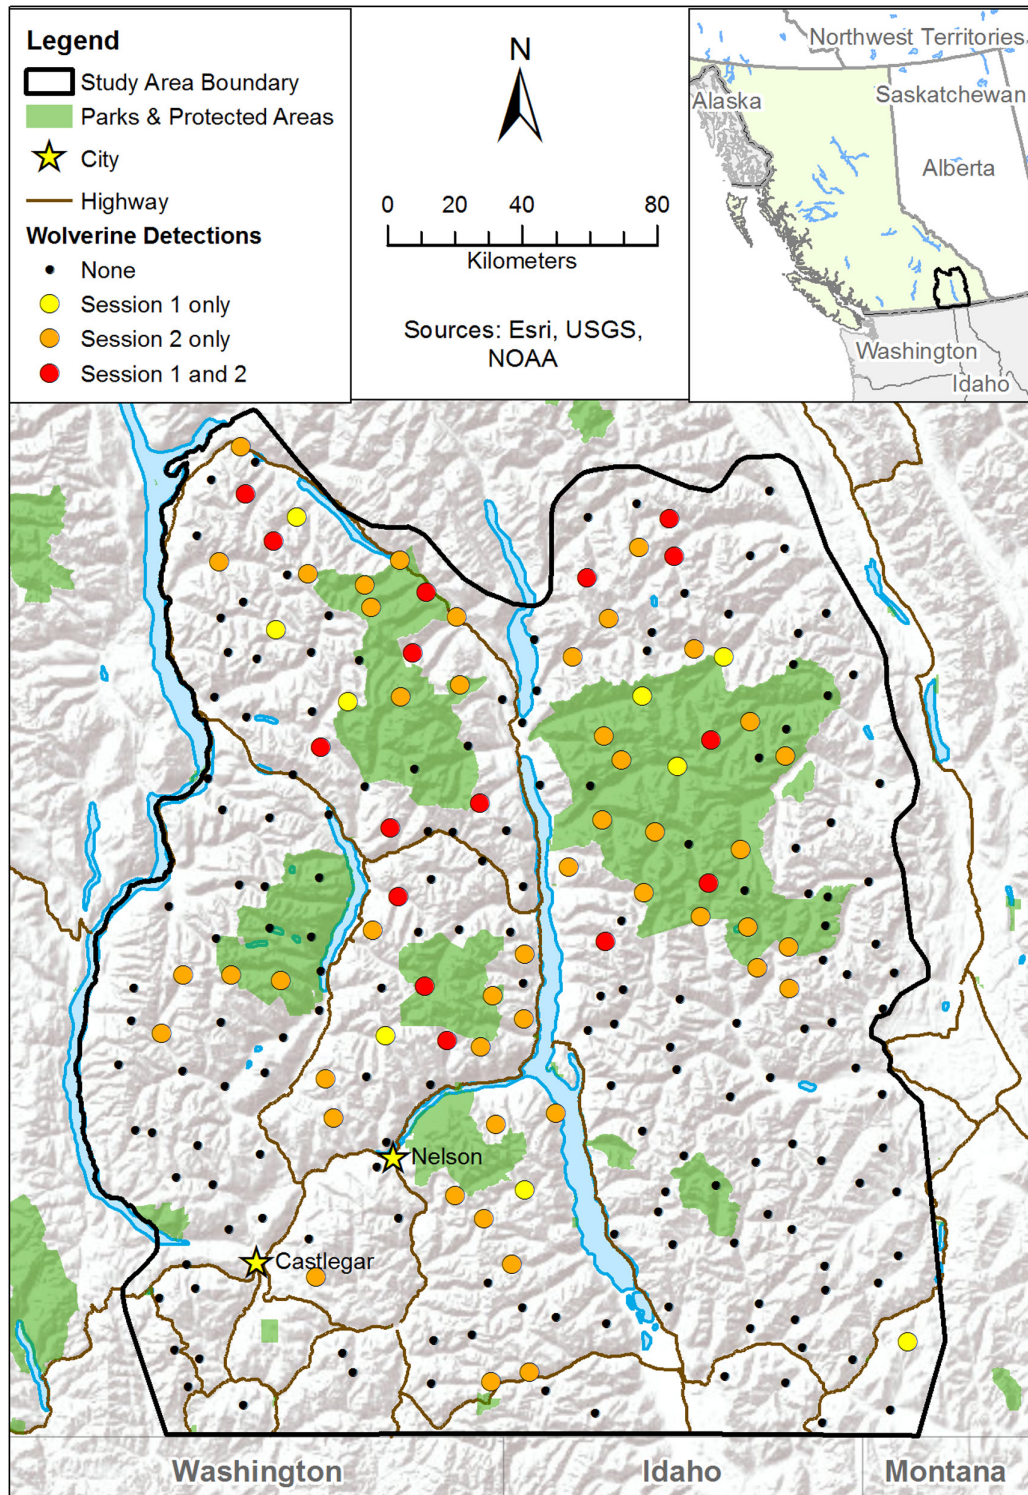 Legend
Study Area Boundary
Parks & Protected Areas
City
Highway
Wolverine Detections
None
Session 1 only
Session 2 only
Session 1 and 2
N
0 20 40 80
Kilometers
Sources: Esri, USGS,
NOAA
Northwest Territories
Alaska
Saskatchewan
Alberta
Washington
Idaho
Nelson
Castlegar
Washington
Idaho
Montana